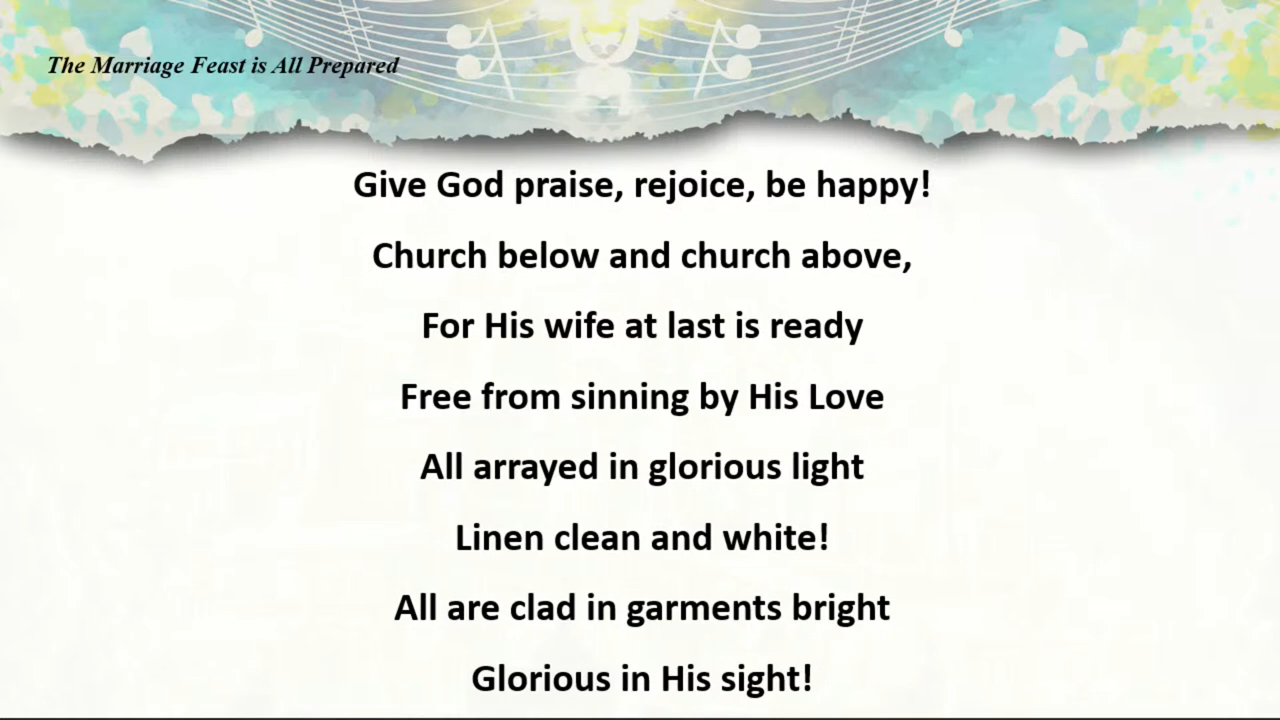 The Marriage Feast is All Prepared
Give God praise, rejoice, be happy!
Church below and church above,
For His wife at last is ready
Free from sinning by His Love
All arrayed in glorious light
Linen clean and white!
All are clad in garments bright
Glorious in His sight!